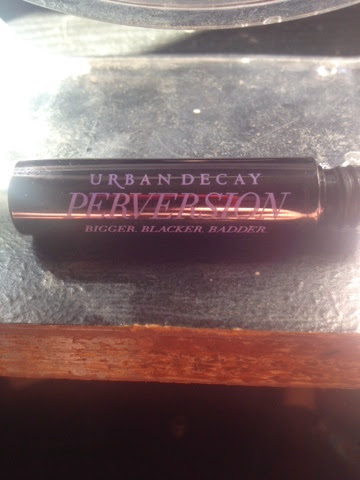 URBAN DECAY
PERVERSION
BIGGER. BLACKER. BADDER.